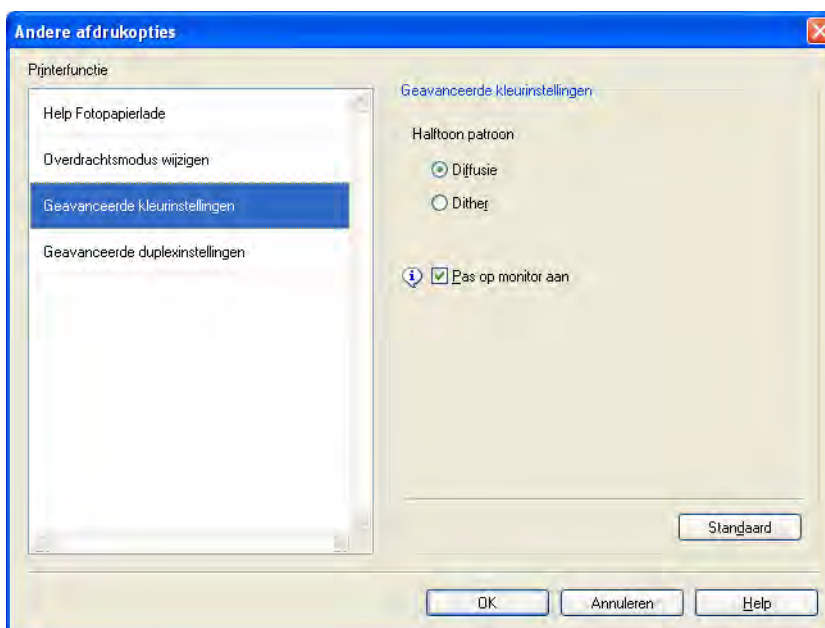 Andere afdrukopties
Printerfunctie
Help Fotopapierlade
Overdrachtsmodus wijzigen
Geavanceerde kleurinstellingen
Geavanceerde duplexinstellingen
Geavanceerde kleurinstellingen
Halftoon patroon
Diffusie
Dither
Pas op monitor aan
Standaard
OK Annuleren Help